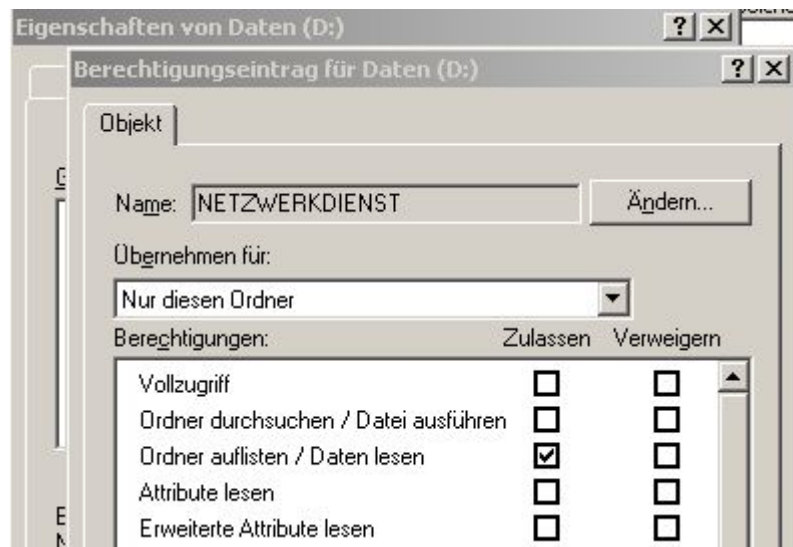 Eigenschaften von Daten (D:)
Berechtigungseintrag für Daten (D:)
Objekt
Name: NETZWERKDIENST Ändern...
Übernehmen für:
Nur diesen Ordner
Berechtigungen: Zulassen Verweigern
Vollzugriff
Ordner durchsuchen / Datei ausführen
Ordner auflisten / Daten lesen
Attribute lesen
Erweiterte Attribute lesen